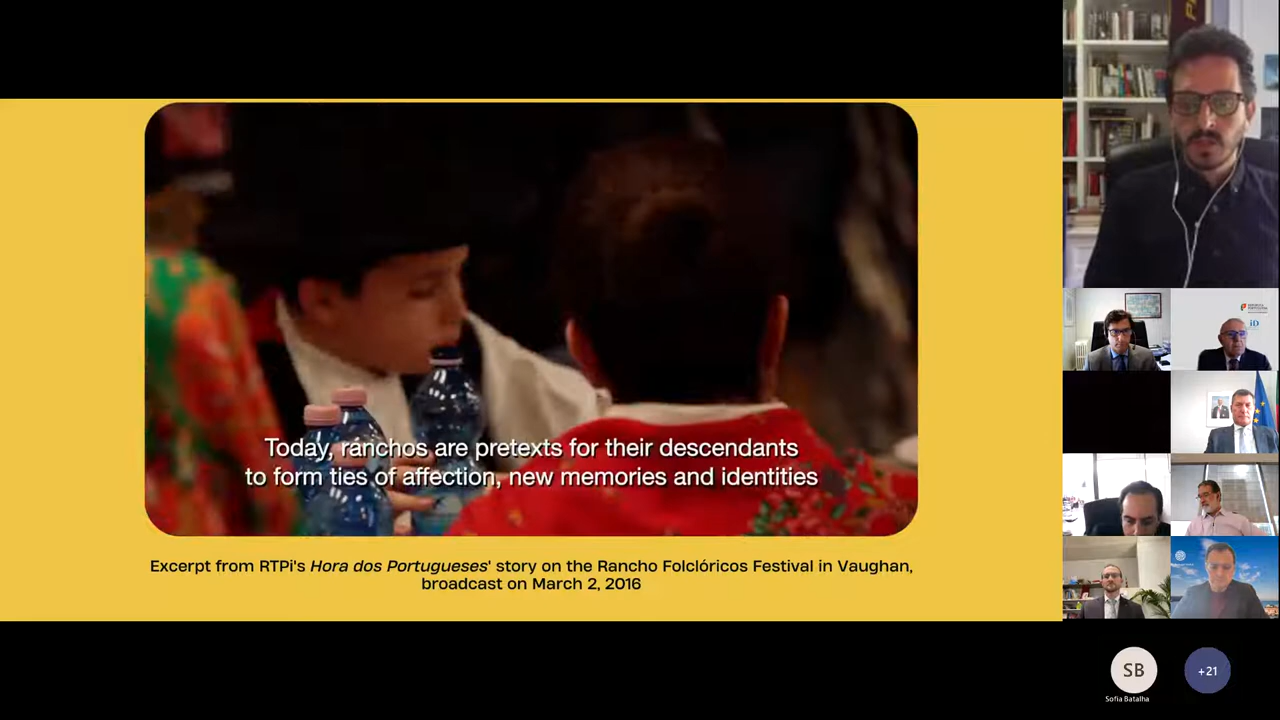 Today, ranchos are pretexts for their descendants
to form ties of affection, new memories and identities
Excerpt from RTPi's Hora dos Portugueses' story on the Rancho Folclóricos Festival in Vaughan,
broadcast on March 2, 2016
SB
+21
Sofia Batalha